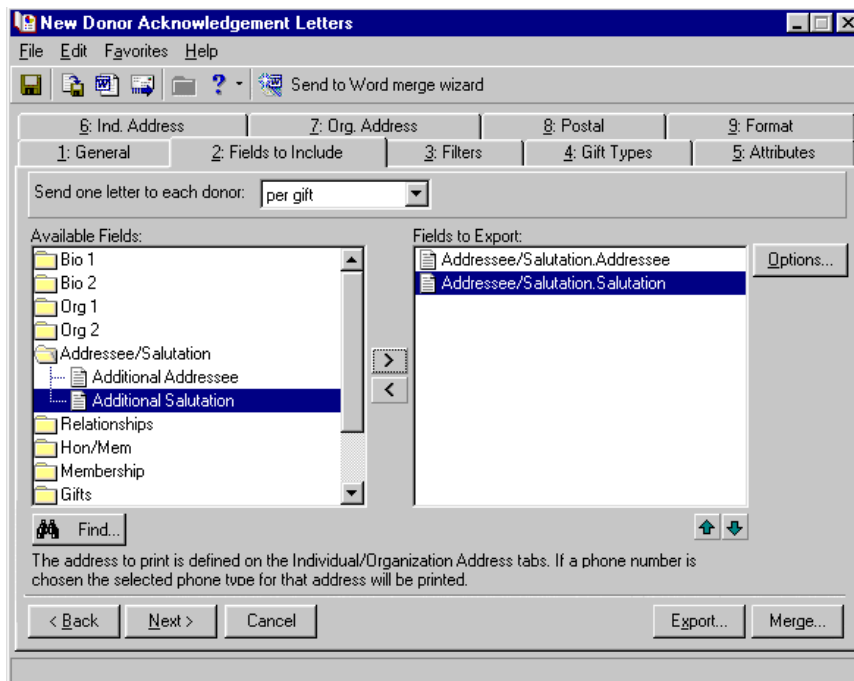 New Donor Acknowledgement Letters
File Edit Favorites Help
? Send to Word merge wizard
6: Ind. Address 7: Org. Address 8: Postal 9: Format
1: General 2: Fields to Include 3: Filters 4: Gift Types 5: Attributes
Send one letter to each donor: per gift
Available Fields: Fields to Export:
Bio 1 Addressee/Salutation.Addressee Options...
Bio 2 Addressee/Salutation.Salutation
Org 1
Org 2
Addressee/Salutation
Additional Addressee >
Additional Salutation <
Relationships
Hon/Mem
Membership
Gifts
Find...
The address to print is defined on the Individual/Organization Address tabs. If a phone number is
chosen the selected phone type for that address will be printed.
< Back Next > Cancel Export... Merge...